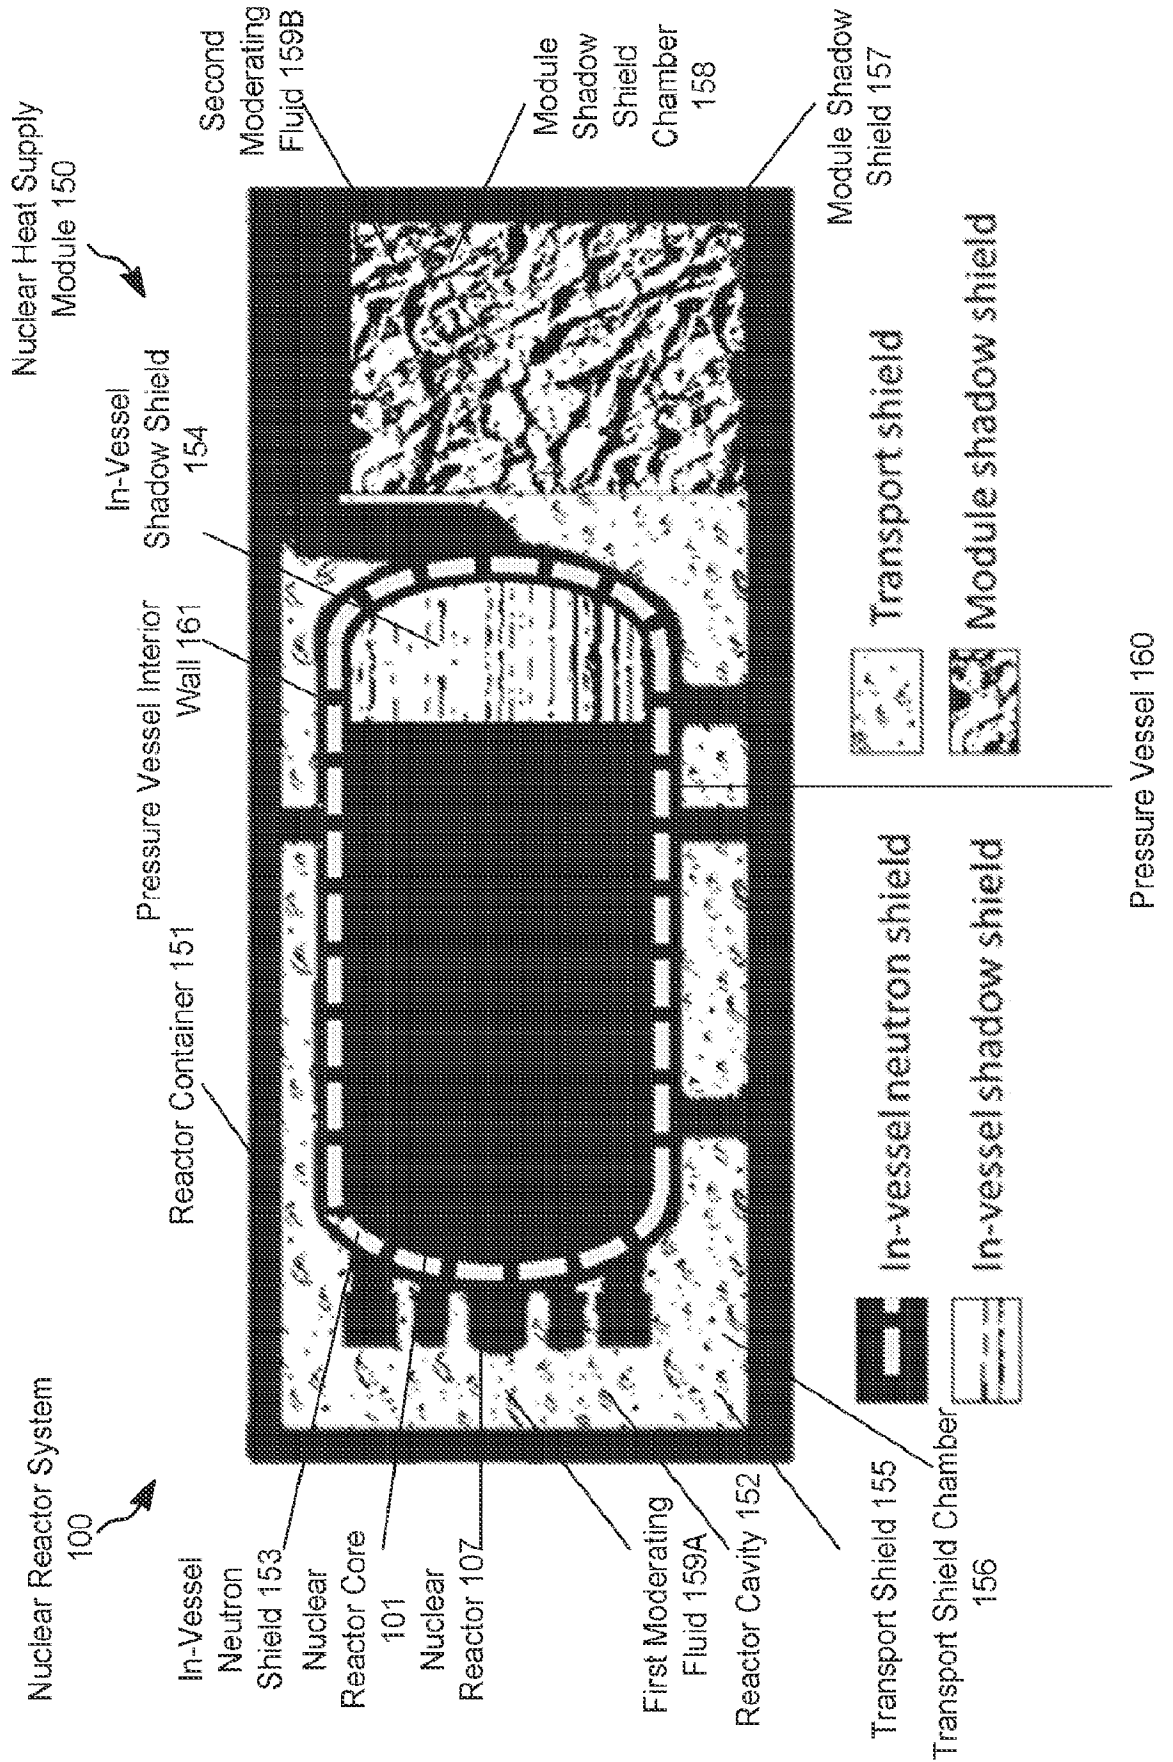 Nuclear Reactor System
100
Nuclear Heat Supply
Module 150
In-Vessel
Neutron
Shield 153
Nuclear
Reactor Core
101
Nuclear
Reactor 107
First Moderating
Fluid 159A
Reactor Cavity 152
Transport Shield 155
Transport Shield Chamber
156
Reactor Container 151
Pressure Vessel Interior
Wall 161
In-Vessel
Shadow Shield
154
Second
Moderating
Fluid 159B
Module
Shadow
Shield
Chamber
158
Module Shadow
Shield 157
In-vessel neutron shield
In-vessel shadow shield
Transport shield
Module shadow shield
Pressure Vessel 160